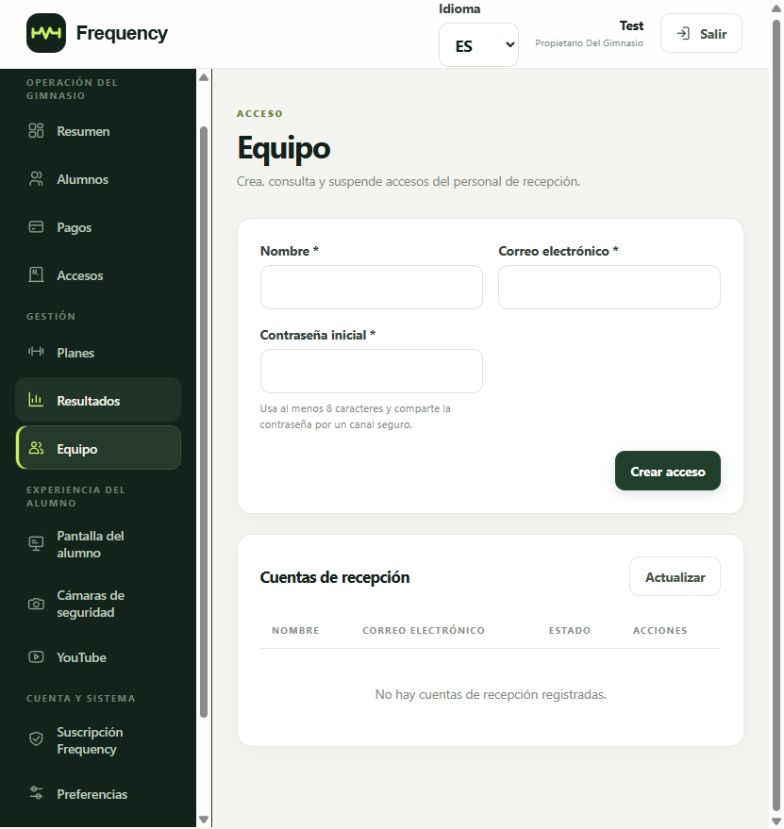 Frequency
Idioma
ES
Test
Propietario Del Gimnasio
Salir
OPERACIÓN DEL
GIMNASIO
Resumen
Alumnos
Pagos
Accesos
GESTIÓN
Planes
Resultados
Equipo
EXPERIENCIA DEL
ALUMNO
Pantalla del
alumno
Cámaras de
seguridad
YouTube
CUENTA Y SISTEMA
Suscripción
Frequency
Preferencias
ACCESO
Equipo
Crea, consulta y suspende accesos del personal de recepción.
Nombre *
Correo electrónico *
Contraseña inicial *
Usa al menos 8 caracteres y comparte la
contraseña por un canal seguro.
Crear acceso
Cuentas de recepción
Actualizar
NOMBRE CORREO ELECTRÓNICO ESTADO ACCIONES
No hay cuentas de recepción registradas.